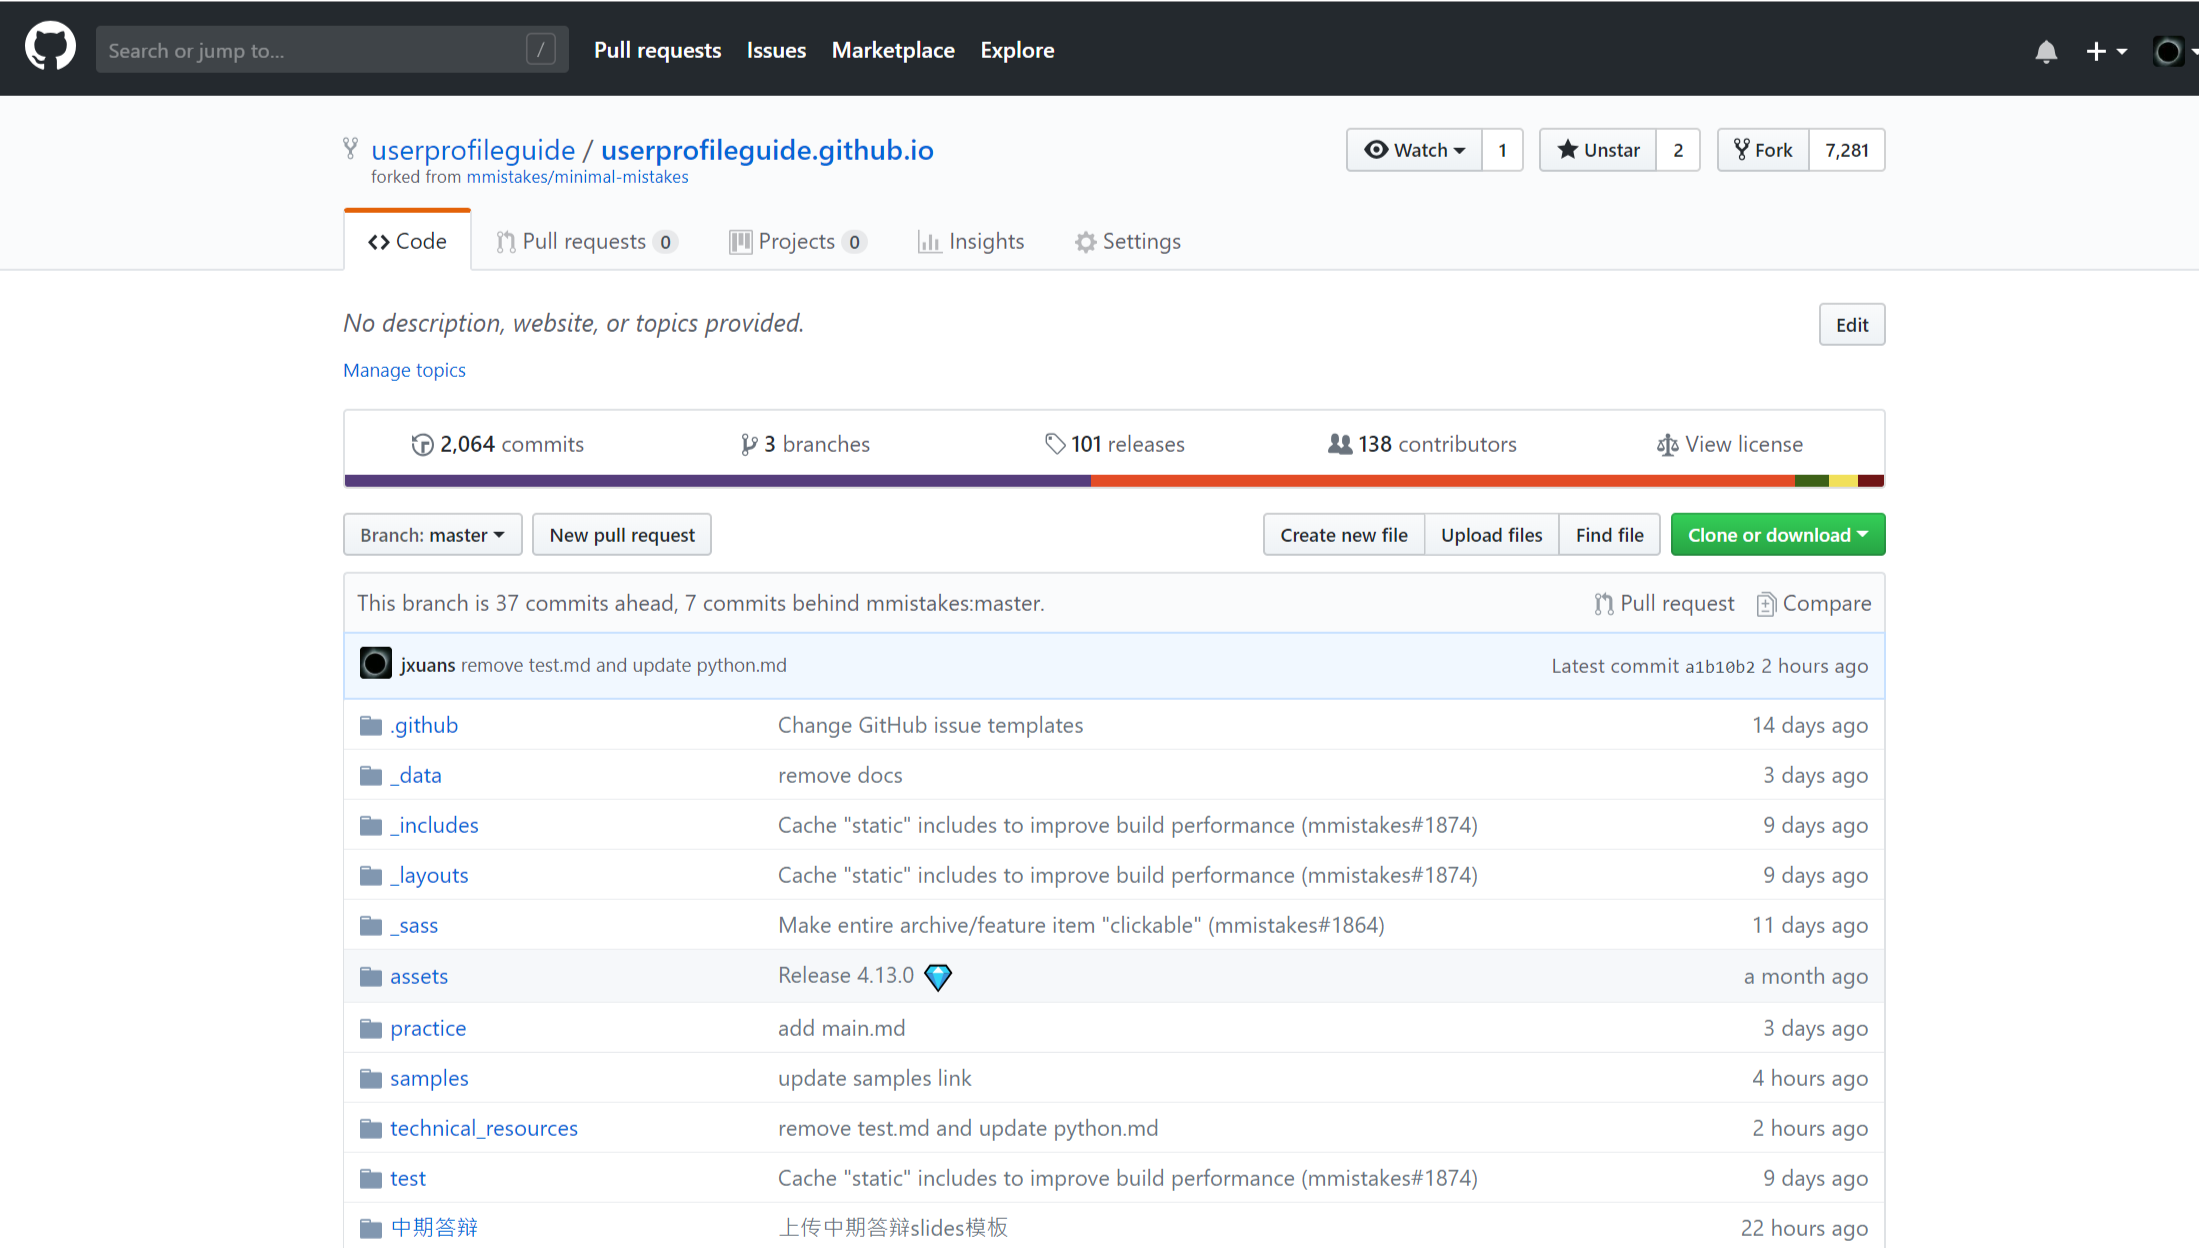 Search or jump to... / Pull requests Issues Marketplace Explore
userprofileguide / userprofileguide.github.io Watch 1 Unstar 2 Fork 7,281
forked from mmistakes/minimal-mistakes
Code Pull requests 0 Projects 0 Insights Settings
No description, website, or topics provided. Edit
Manage topics
2,064 commits 3 branches 101 releases 138 contributors View license
Branch: master New pull request Create new file Upload files Find file Clone or download
This branch is 37 commits ahead, 7 commits behind mmistakes:master. Pull request Compare
jxuans remove test.md and update python.md Latest commit a1b10b2 2 hours ago
.github Change GitHub issue templates 14 days ago
_data remove docs 3 days ago
_includes Cache "static" includes to improve build performance (mmistakes#1874) 9 days ago
_layouts Cache "static" includes to improve build performance (mmistakes#1874) 9 days ago
_sass Make entire archive/feature item "clickable" (mmistakes#1864) 11 days ago
assets Release 4.13.0 a month ago
practice add main.md 3 days ago
samples update samples link 4 hours ago
technical_resources remove test.md and update python.md 2 hours ago
test Cache "static" includes to improve build performance (mmistakes#1874) 9 days ago
中期答辩 上传中期答辩slides模板 22 hours ago